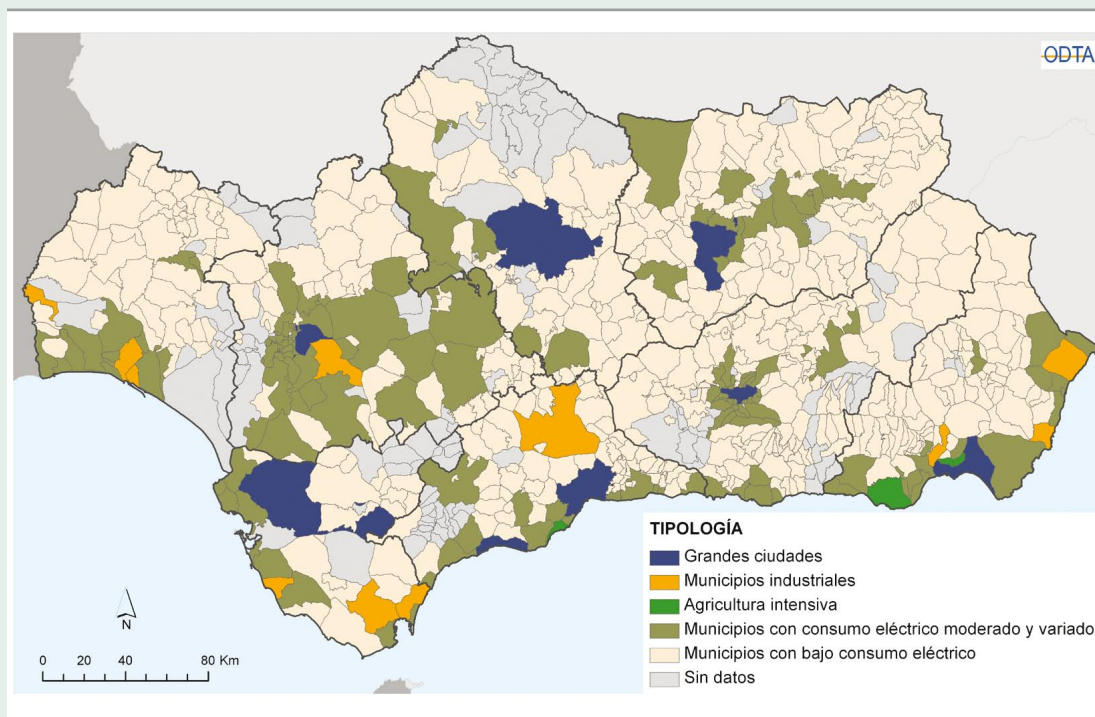 ODTA
TIPOLOGÍA
Grandes ciudades
Municipios industriales
Agricultura intensiva
Municipios con consumo eléctrico moderado y variado
Municipios con bajo consumo eléctrico
Sin datos
N
0 20 40 80 Km